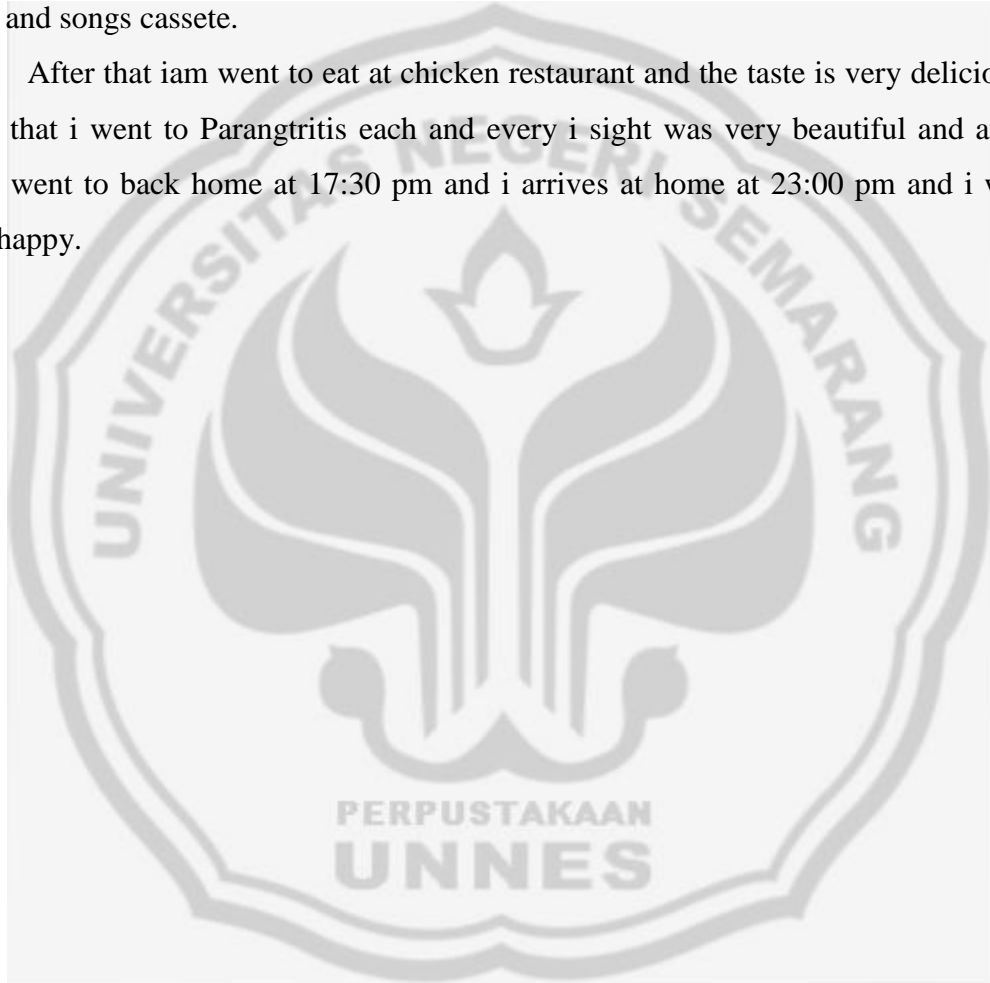 and songs cassete.
After that iam went to eat at chicken restaurant and the taste is very
that i went to Parangtritis each and every i sight was very beautiful and
went to back home at 17:30 pm and i arrives at home at 23:00 pm and i
happy.
UNIVERSITAS NEGERI SEMARANG
PERPUSTAKAAN
UNNES